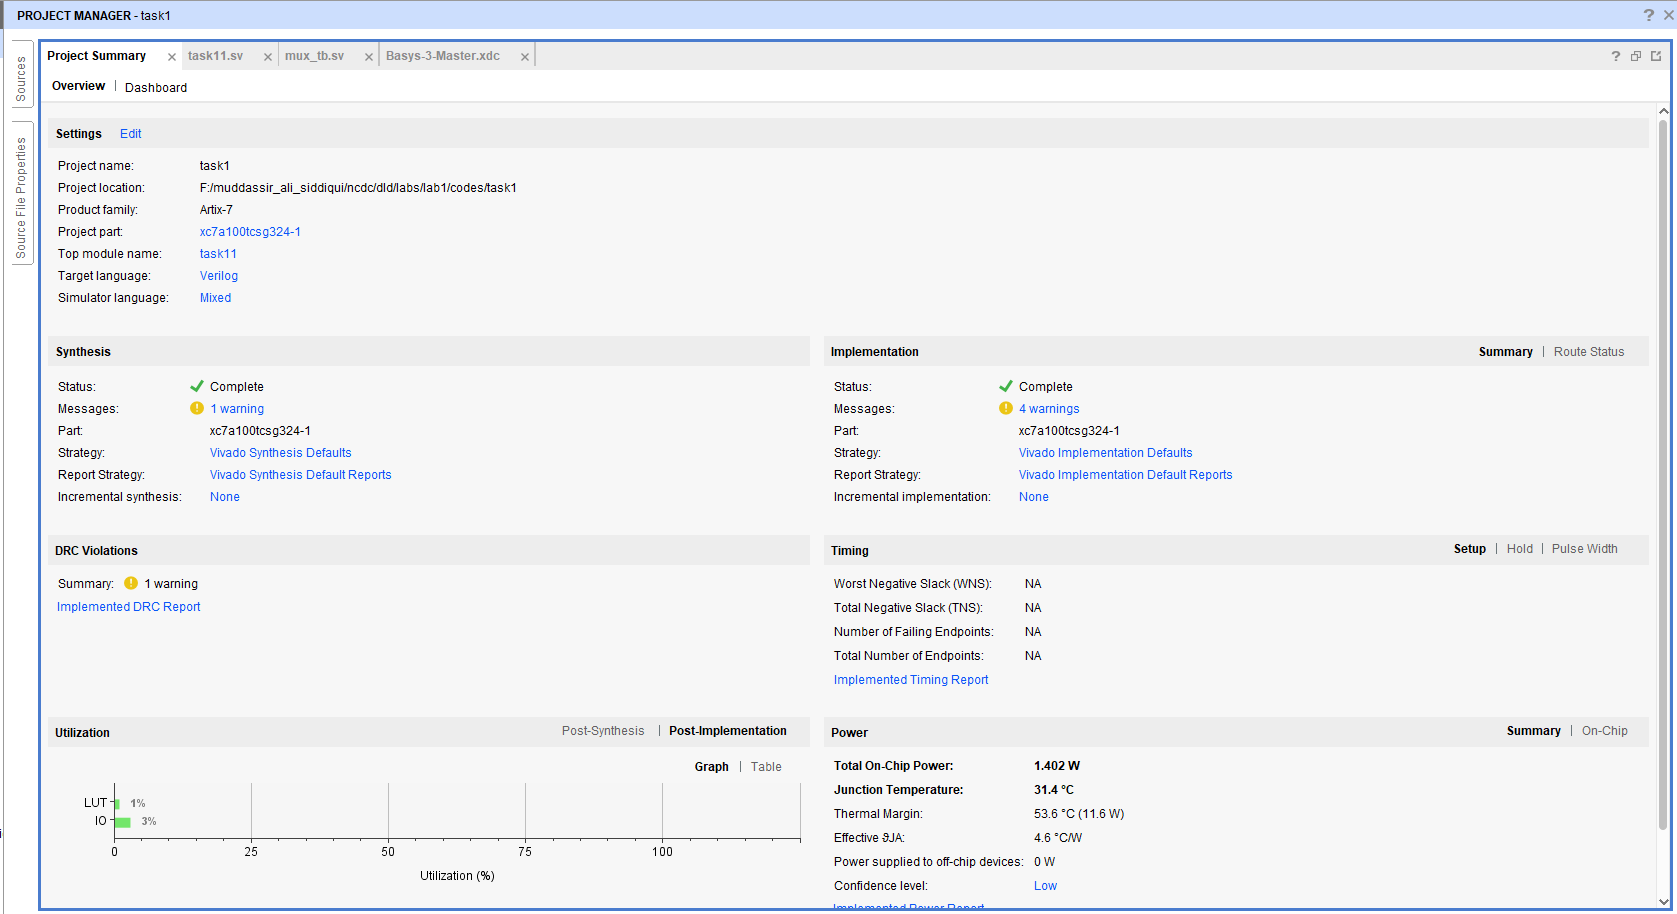 PROJECT MANAGER - task1
Sources
Source File Properties
Project Summary task11.sv mux_tb.sv Basys-3-Master.xdc
Overview | Dashboard
Settings Edit
Project name: task1
Project location: F:/muddassir_ali_siddiqui/ncdc/dld/labs/lab1/codes/task1
Product family: Artix-7
Project part: xc7a100tcsg324-1
Top module name: task11
Target language: Verilog
Simulator language: Mixed
Synthesis
Status: Complete
Messages: 1 warning
Part: xc7a100tcsg324-1
Strategy: Vivado Synthesis Defaults
Report Strategy: Vivado Synthesis Default Reports
Incremental synthesis: None
Implementation Summary | Route Status
Status: Complete
Messages: 4 warnings
Part: xc7a100tcsg324-1
Strategy: Vivado Implementation Defaults
Report Strategy: Vivado Implementation Default Reports
Incremental implementation: None
DRC Violations
Summary: 1 warning
Implemented DRC Report
Timing Setup | Hold | Pulse Width
Worst Negative Slack (WNS): NA
Total Negative Slack (TNS): NA
Number of Failing Endpoints: NA
Total Number of Endpoints: NA
Implemented Timing Report
Utilization Post-Synthesis | Post-Implementation
Graph | Table
LUT 1%
IO 3%
0 25 50 75 100
Utilization (%)
Power Summary | On-Chip
Total On-Chip Power: 1.402 W
Junction Temperature: 31.4 °C
Thermal Margin: 53.6 °C (11.6 W)
Effective ϑJA: 4.6 °C/W
Power supplied to off-chip devices: 0 W
Confidence level: Low
Implemented Power Report